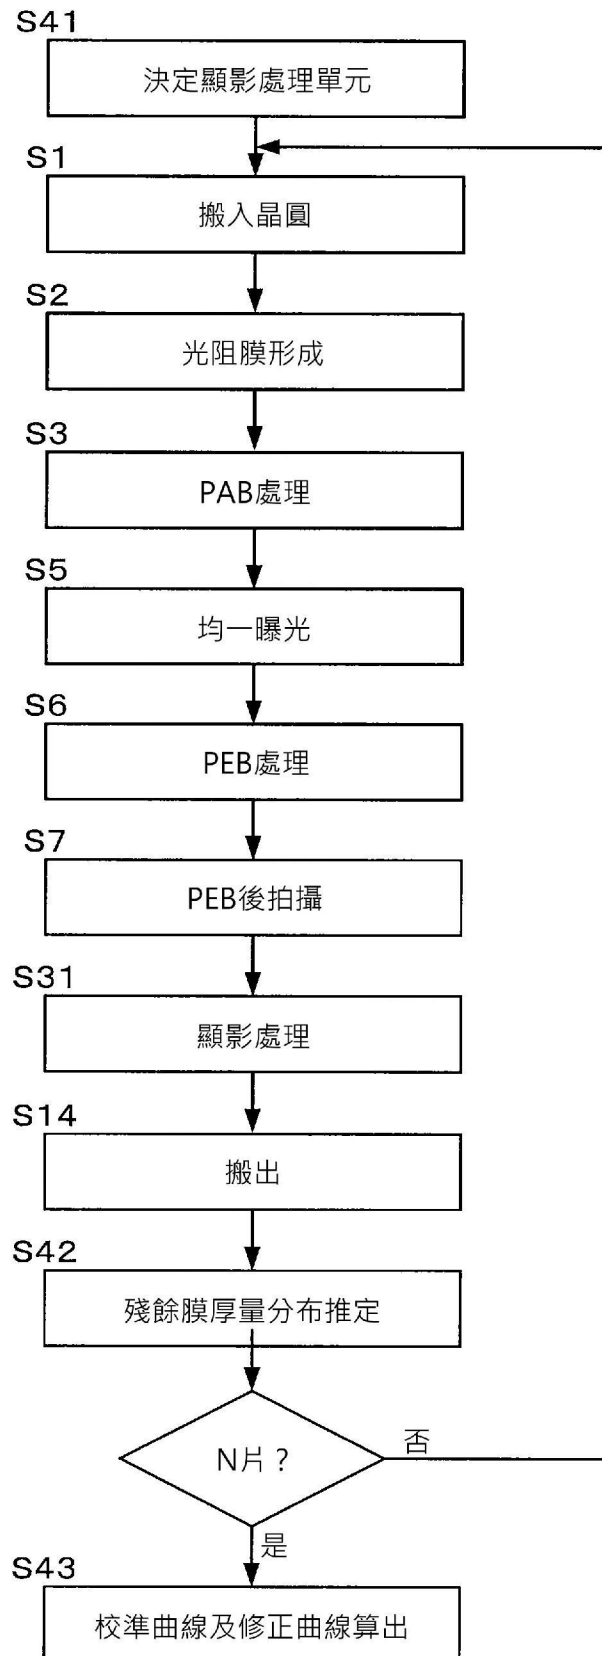 S41
決定顯影處理單元
S1
搬入晶圓
S2
光阻膜形成
S3
PAB處理
S5
均一曝光
S6
PEB處理
S7
PEB後拍攝
S31
顯影處理
S14
搬出
S42
殘餘膜厚量分布推定
N片？
否
是
S43
校準曲線及修正曲線算出